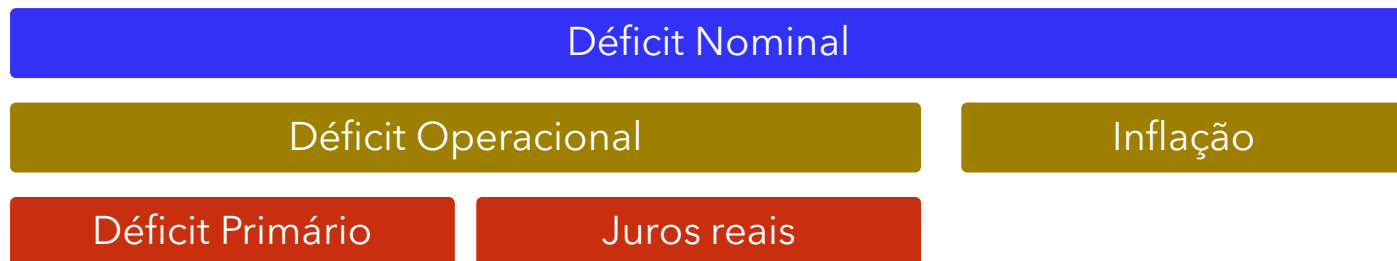 Déficit Nominal
Déficit Operacional
Inflação
Déficit Primário
Juros reais